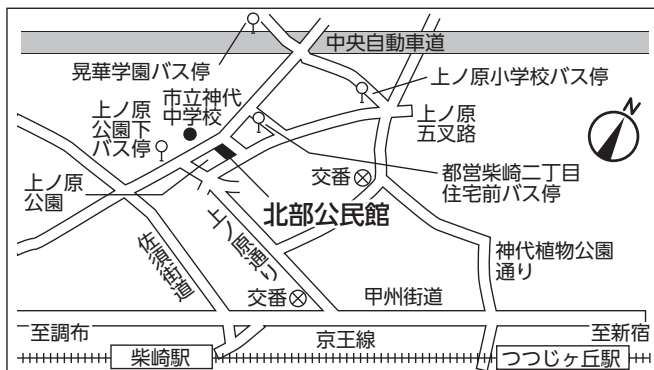 中央自動車道
晃華学園バス停
上ノ原小学校バス停
市立神代
中学校
上ノ原
公園下
バス停
上ノ原
五叉路
N
上ノ原
公園
交番
都営柴崎二丁目
住宅前バス停
北部公民館
佐須街道
上ノ原通り
神代植物公園
通り
交番
甲州街道
至調布
京王線
至新宿
柴崎駅
つつじヶ丘駅